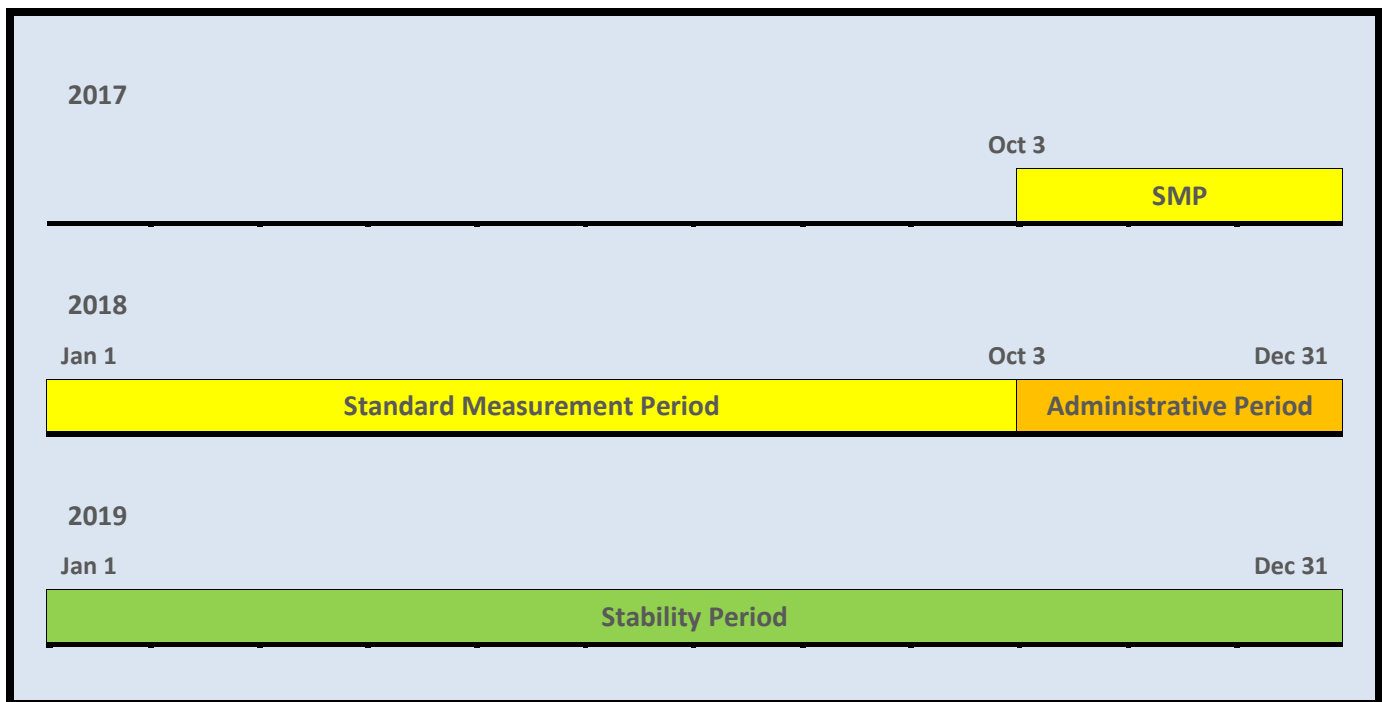 2017
Oct 3
SMP
2018
Jan 1 Oct 3 Dec 31
Standard Measurement Period Administrative Period
2019
Jan 1 Dec 31
Stability Period